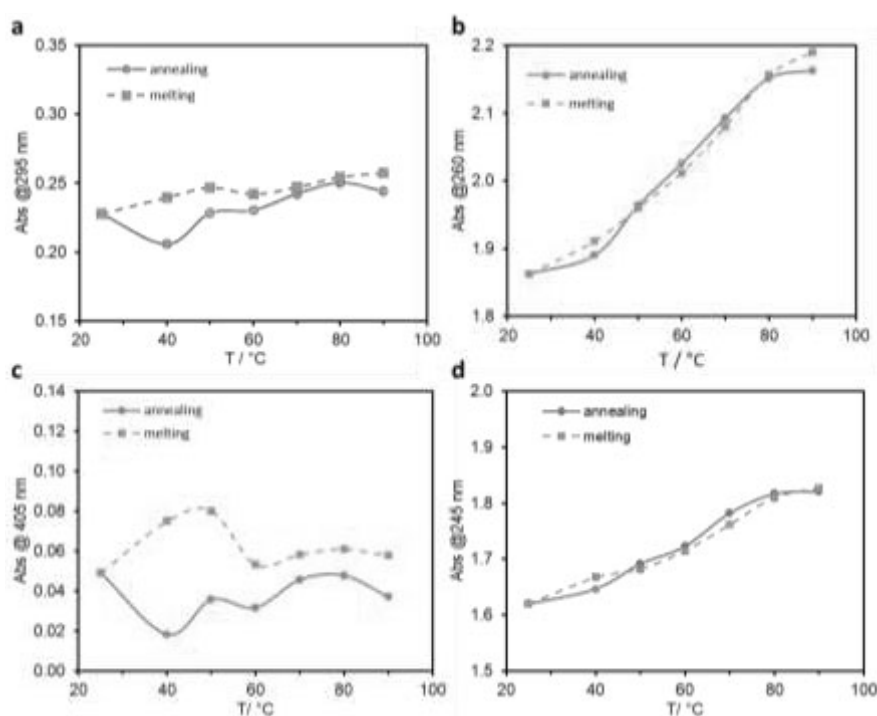 a
0.35
0.30
0.25
0.20
0.15
Abs @295 nm
annealing
melting
20 40 60 80 100
T / °C
b
2.2
2.1
2.0
1.9
1.8
Abs @260 nm
annealing
melting
20 40 60 80 100
T / °C
c
0.14
0.12
0.10
0.08
0.06
0.04
0.02
0.00
Abs @ 405 nm
annealing
melting
20 40 60 80 100
T/ °C
d
2.0
1.9
1.8
1.7
1.6
1.5
Abs @245 nm
annealing
melting
20 40 60 80 100
T/ °C